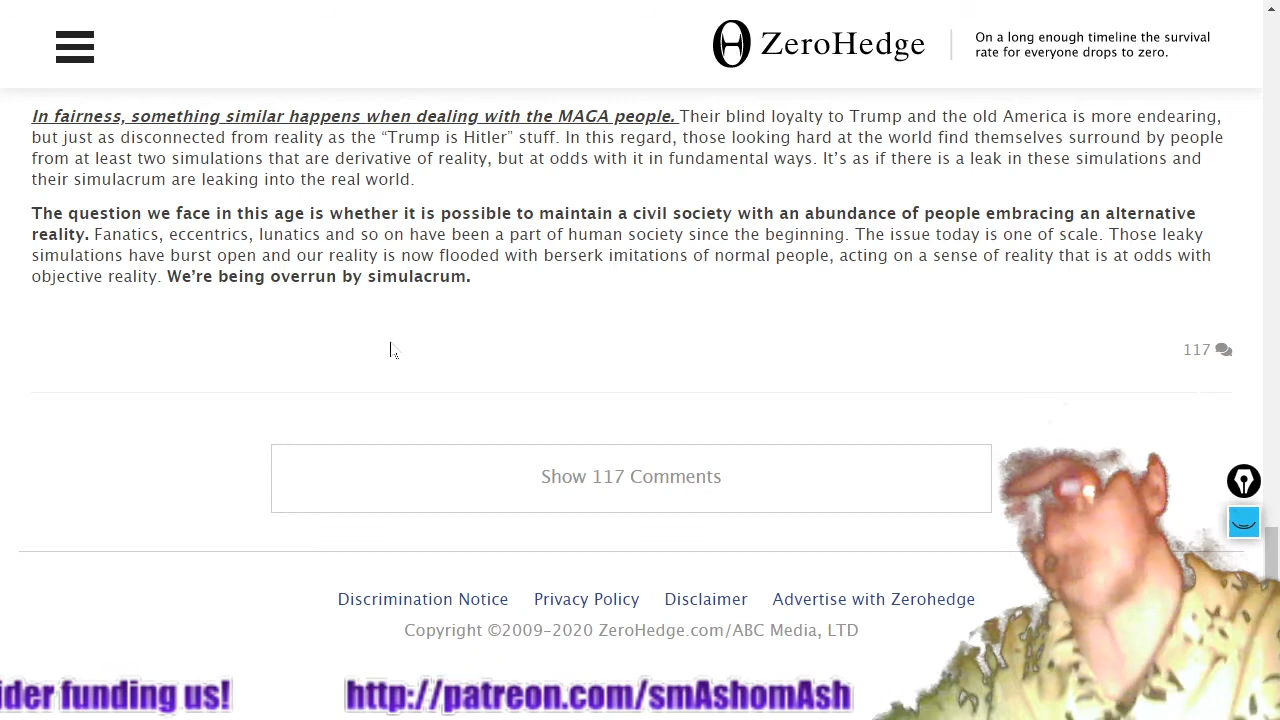 ZeroHedge
On a long enough timeline the survival
rate for everyone drops to zero.
In fairness, something similar happens when dealing with the MAGA people. Their blind loyalty to Trump and the old America is more endearing,
but just as disconnected from reality as the “Trump is Hitler” stuff. In this regard, those looking hard at the world find themselves surround by people
from at least two simulations that are derivative of reality, but at odds with it in fundamental ways. It’s as if there is a leak in these simulations and
their simulacrum are leaking into the real world.
The question we face in this age is whether it is possible to maintain a civil society with an abundance of people embracing an alternative
reality. Fanatics, eccentrics, lunatics and so on have been a part of human society since the beginning. The issue today is one of scale. Those leaky
simulations have burst open and our reality is now flooded with berserk imitations of normal people, acting on a sense of reality that is at odds with
objective reality. We’re being overrun by simulacrum.
117
Show 117 Comments
Discrimination Notice Privacy Policy Disclaimer Advertise with Zerohedge
Copyright ©2009-2020 ZeroHedge.com/ABC Media, LTD
ider funding us! http://patreon.com/smAshomAsh